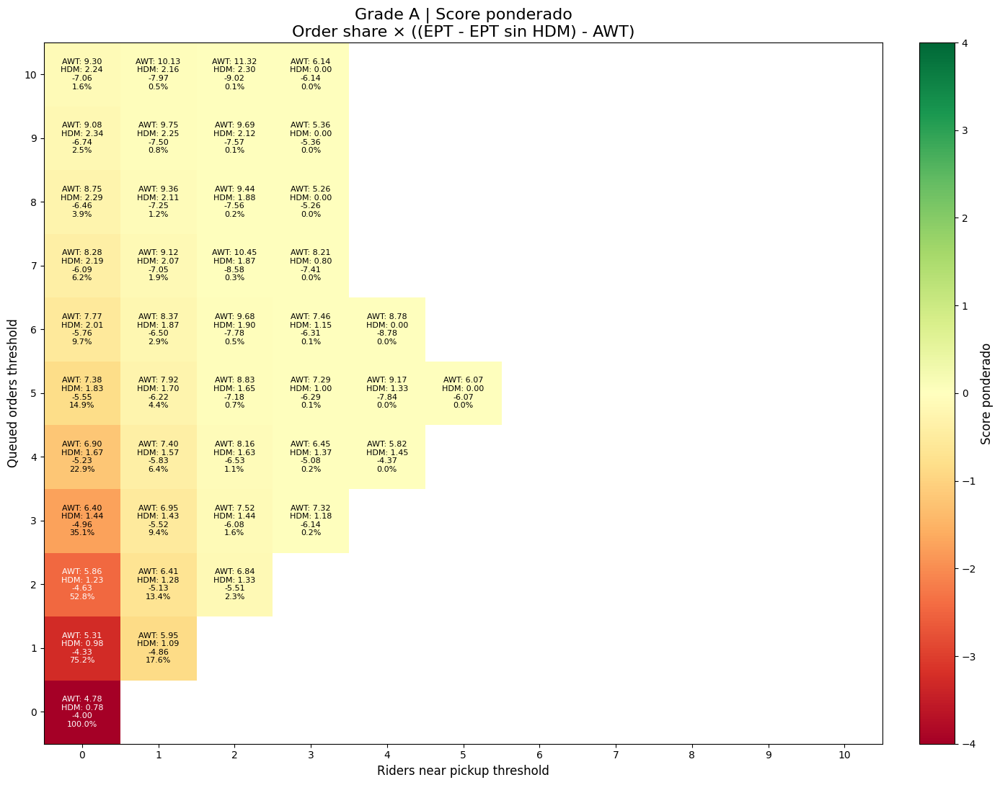 Grade A | Score ponderado
Order share × ((EPT - EPT sin HDM) - AWT)
Queued orders threshold
10
AWT: 9.30
HDM: 2.24
-7.06
1.6%
AWT: 10.13
HDM: 2.16
-7.97
0.5%
AWT: 11.32
HDM: 2.30
-9.02
0.1%
AWT: 6.14
HDM: 0.00
-6.14
0.0%
9
AWT: 9.08
HDM: 2.34
-6.74
2.5%
AWT: 9.75
HDM: 2.25
-7.50
0.8%
AWT: 9.69
HDM: 2.12
-7.57
0.1%
AWT: 5.36
HDM: 0.00
-5.36
0.0%
8
AWT: 8.75
HDM: 2.29
-6.46
3.9%
AWT: 9.36
HDM: 2.11
-7.25
1.2%
AWT: 9.44
HDM: 1.88
-7.56
0.2%
AWT: 5.26
HDM: 0.00
-5.26
0.0%
7
AWT: 8.28
HDM: 2.19
-6.09
6.2%
AWT: 9.12
HDM: 2.07
-7.05
1.9%
AWT: 10.45
HDM: 1.87
-8.58
0.3%
AWT: 8.21
HDM: 0.80
-7.41
0.0%
6
AWT: 7.77
HDM: 2.01
-5.76
9.7%
AWT: 8.37
HDM: 1.87
-6.50
2.9%
AWT: 9.68
HDM: 1.90
-7.78
0.5%
AWT: 7.46
HDM: 1.15
-6.31
0.1%
AWT: 8.78
HDM: 0.00
-8.78
0.0%
5
AWT: 7.38
HDM: 1.83
-5.55
14.9%
AWT: 7.92
HDM: 1.70
-6.22
4.4%
AWT: 8.83
HDM: 1.65
-7.18
0.7%
AWT: 7.29
HDM: 1.00
-6.29
0.1%
AWT: 9.17
HDM: 1.33
-7.84
0.0%
AWT: 6.07
HDM: 0.00
-6.07
0.0%
4
AWT: 6.90
HDM: 1.67
-5.23
22.9%
AWT: 7.40
HDM: 1.57
-5.83
6.4%
AWT: 8.16
HDM: 1.63
-6.53
1.1%
AWT: 6.45
HDM: 1.37
-5.08
0.2%
AWT: 5.82
HDM: 1.45
-4.37
0.0%
3
AWT: 6.40
HDM: 1.44
-4.96
35.1%
AWT: 6.95
HDM: 1.43
-5.52
9.4%
AWT: 7.52
HDM: 1.44
-6.08
1.6%
AWT: 7.32
HDM: 1.18
-6.14
0.2%
2
AWT: 5.86
HDM: 1.23
-4.63
52.8%
AWT: 6.41
HDM: 1.28
-5.13
13.4%
AWT: 6.84
HDM: 1.33
-5.51
2.3%
1
AWT: 5.31
HDM: 0.98
-4.33
75.2%
AWT: 5.95
HDM: 1.09
-4.86
17.6%
0
AWT: 4.78
HDM: 0.78
-4.00
100.0%
0 1 2 3 4 5 6 7 8 9 10
Riders near pickup threshold
4
3
2
1
0
−1
−2
−3
−4
Score ponderado